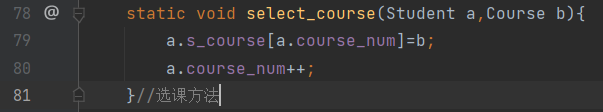 78 @ static void select_course(Student a,Course b){
79 a.s_course[a.course_num]=b;
80 a.course_num++;
81 }//选课方法